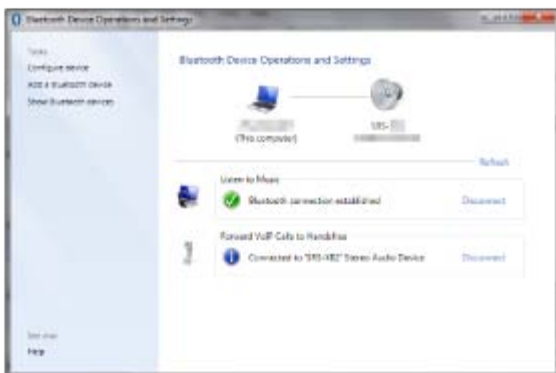 Bluetooth Device Operations and Settings
Tasks
Configure device
Add a Bluetooth device
Show Bluetooth devices
See also
Help
Bluetooth Device Operations and Settings
(This computer)
SRS-
Refresh
Listen to Music
Bluetooth connection established
Disconnect
Forward VoIP Calls to Handsfree
Connected to "SRS-XB2" Stereo Audio Device
Disconnect